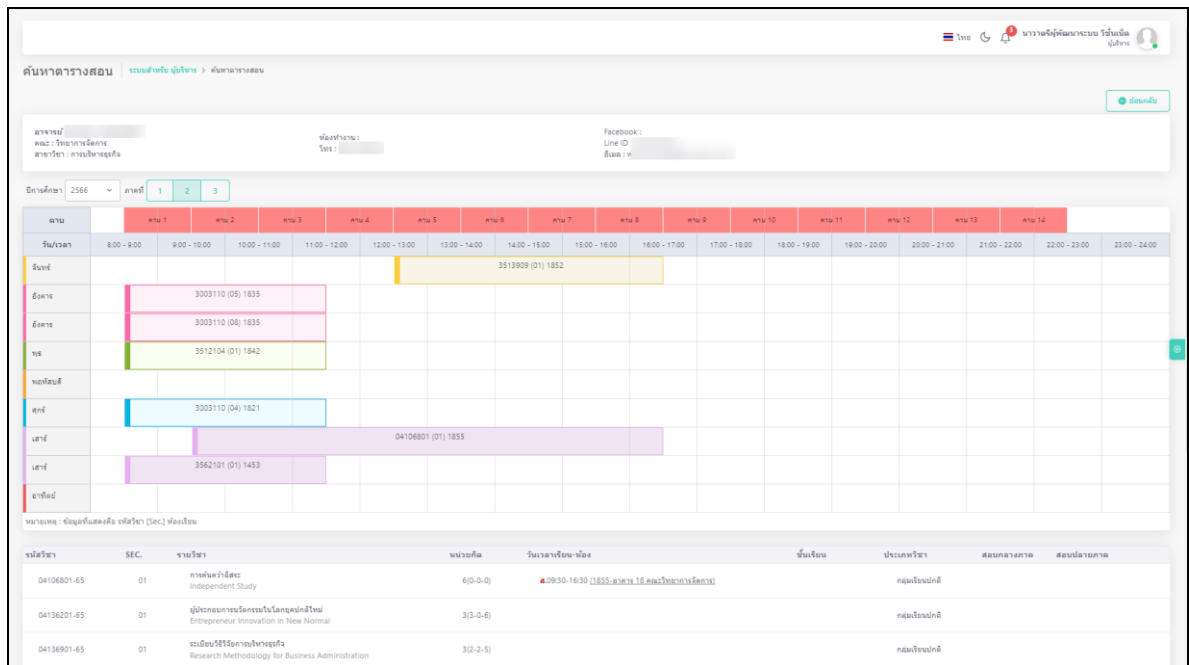 ไทย
3
นาวาตรีผู้พัฒนาระบบ วิชั่นเน็ต
ผู้บริหาร
ค้นหาตารางสอน
ระบบสำหรับ ผู้บริหาร > ค้นหาตารางสอน
ย้อนกลับ
อาจารย์
คณะ : วิทยาการจัดการ
สาขาวิชา : การบริหารธุรกิจ
ห้องทำงาน :
โทร :
Facebook :
Line ID
อีเมล :
ปีการศึกษา 2566 ภาคที่ 1 2 3
คาบ คาบ 1 คาบ 2 คาบ 3 คาบ 4 คาบ 5 คาบ 6 คาบ 7 คาบ 8 คาบ 9 คาบ 10 คาบ 11 คาบ 12 คาบ 13 คาบ 14
วัน/เวลา 8:00 - 9:00 9:00 - 10:00 10:00 - 11:00 11:00 - 12:00 12:00 - 13:00 13:00 - 14:00 14:00 - 15:00 15:00 - 16:00 16:00 - 17:00 17:00 - 18:00 18:00 - 19:00 19:00 - 20:00 20:00 - 21:00 21:00 - 22:00 22:00 - 23:00 23:00 - 24:00
จันทร์ 3513909 (01) 1852
อังคาร 3003110 (05) 1835
อังคาร 3003110 (08) 1835
พุธ 3512104 (01) 1842
พฤหัสบดี
ศุกร์ 3003110 (04) 1821
เสาร์ 04106801 (01) 1855
เสาร์ 3562101 (01) 1453
อาทิตย์
หมายเหตุ : ข้อมูลที่แสดงคือ รหัสวิชา [Sec.] ห้องเรียน
รหัสวิชา SEC. รายวิชา หน่วยกิต วันเวลาเรียน-ห้อง ชั้นเรียน ประเภทวิชา สอบกลางภาค สอบปลายภาค
04106801-65 01 การค้นคว้าอิสระ 6(0-0-0) ส.09:30-16:30 (1855-อาคาร 18 คณะวิทยาการจัดการ) กลุ่มเรียนปกติ
Independent Study
04136201-65 01 ผู้ประกอบการนวัตกรรมในโลกยุคปกติใหม่ 3(3-0-6) กลุ่มเรียนปกติ
Entrepreneur Innovation in New Normal
04136901-65 01 ระเบียบวิธีวิจัยการบริหารธุรกิจ 3(2-2-5) กลุ่มเรียนปกติ
Research Methodology for Business Administration